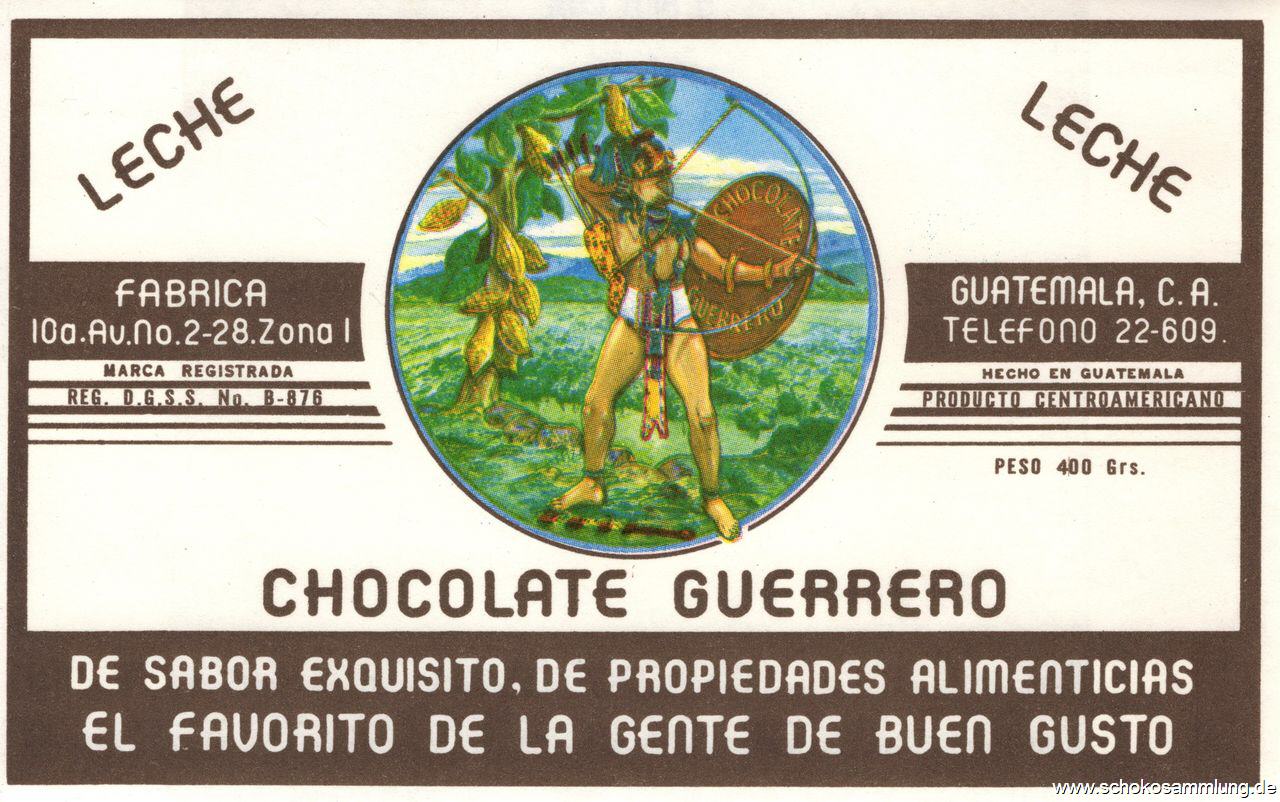 LECHE
LECHE
CHOCOLATE
GUERRERO
FABRICA
10a.Av.No.2-28.Zona 1
MARCA REGISTRADA
REG. D.G.S.S. No. B-876
GUATEMALA, C. A.
TELEFONO 22-609.
HECHO EN GUATEMALA
PRODUCTO CENTROAMERICANO
PESO 400 Grs.
CHOCOLATE GUERRERO
DE SABOR EXQUISITO, DE PROPIEDADES ALIMENTICIAS
EL FAVORITO DE LA GENTE DE BUEN GUSTO
www.schokosammlung.de